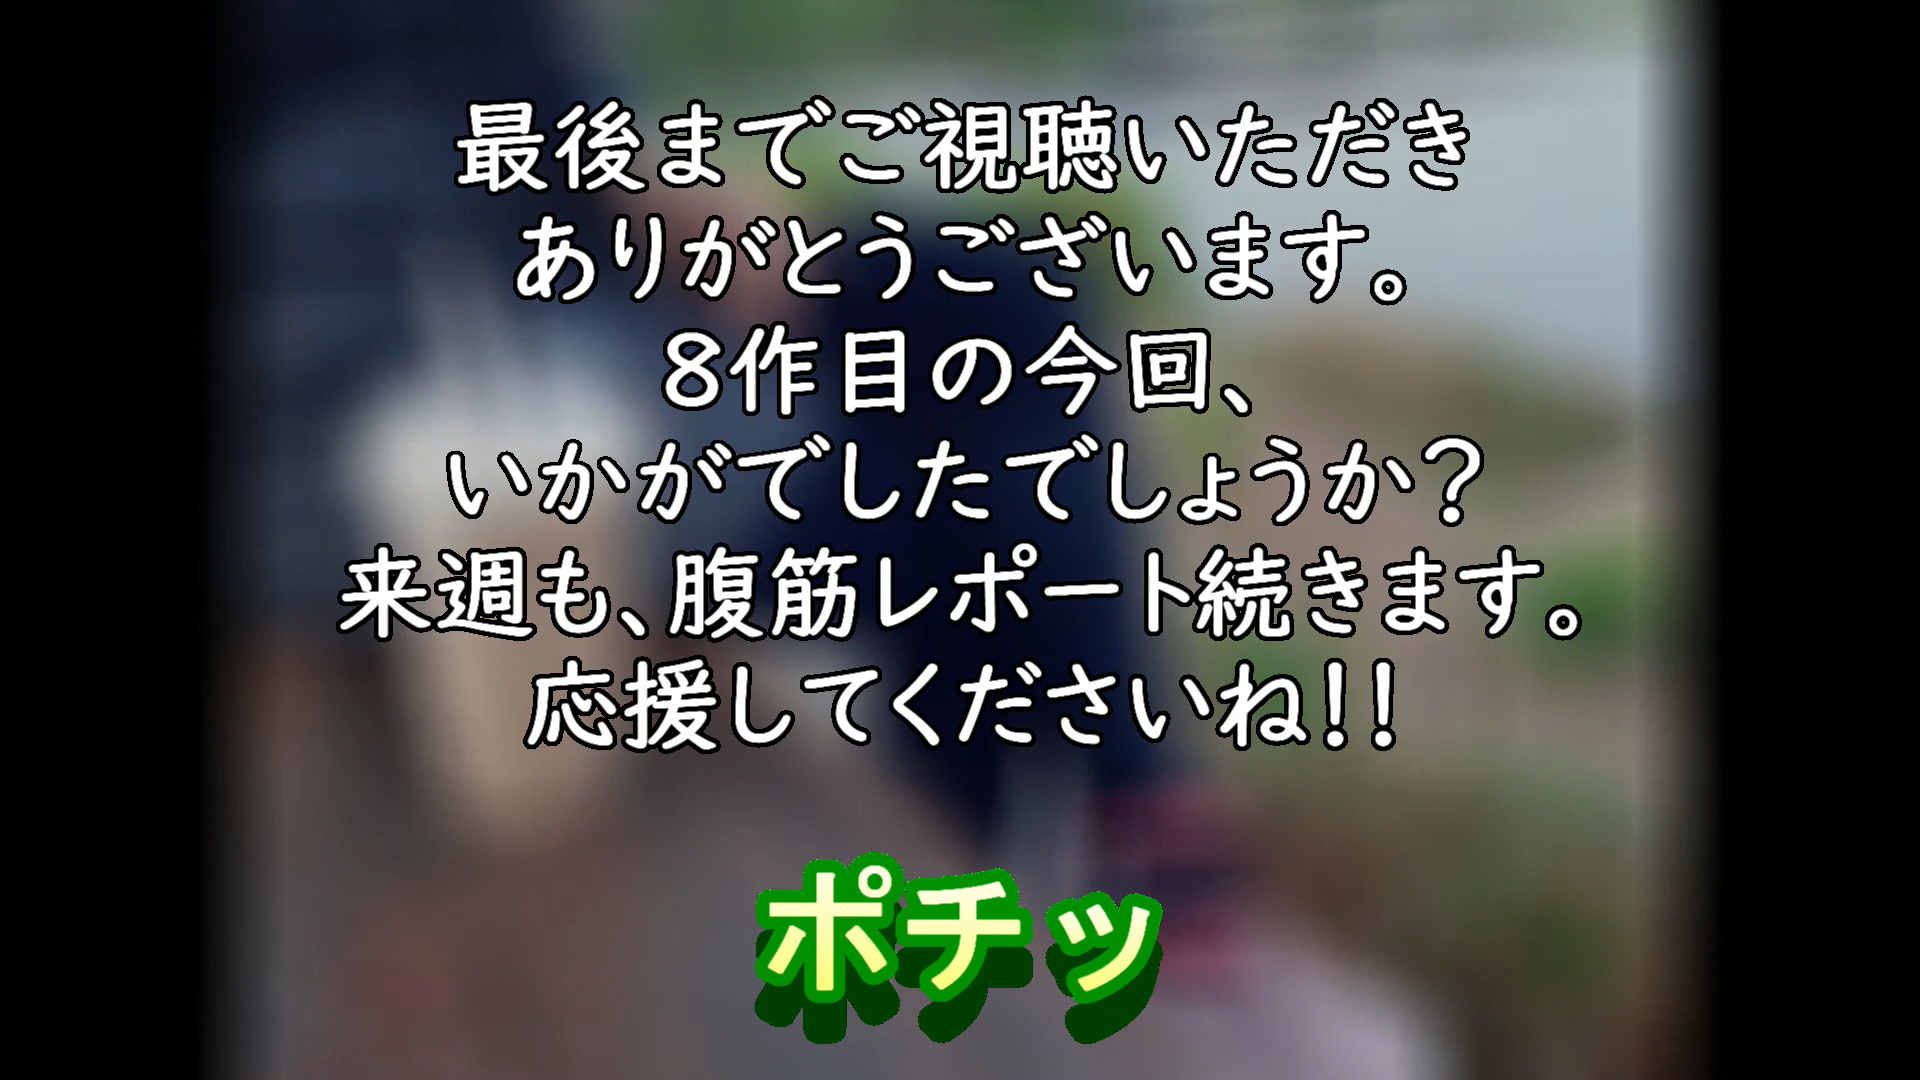 最後までご視聴いただき
ありがとうございます。
8作目の今回、
いかがでしたでしょうか?
来週も、腹筋レポート続きます。
応援してくださいね!!
ポチッ